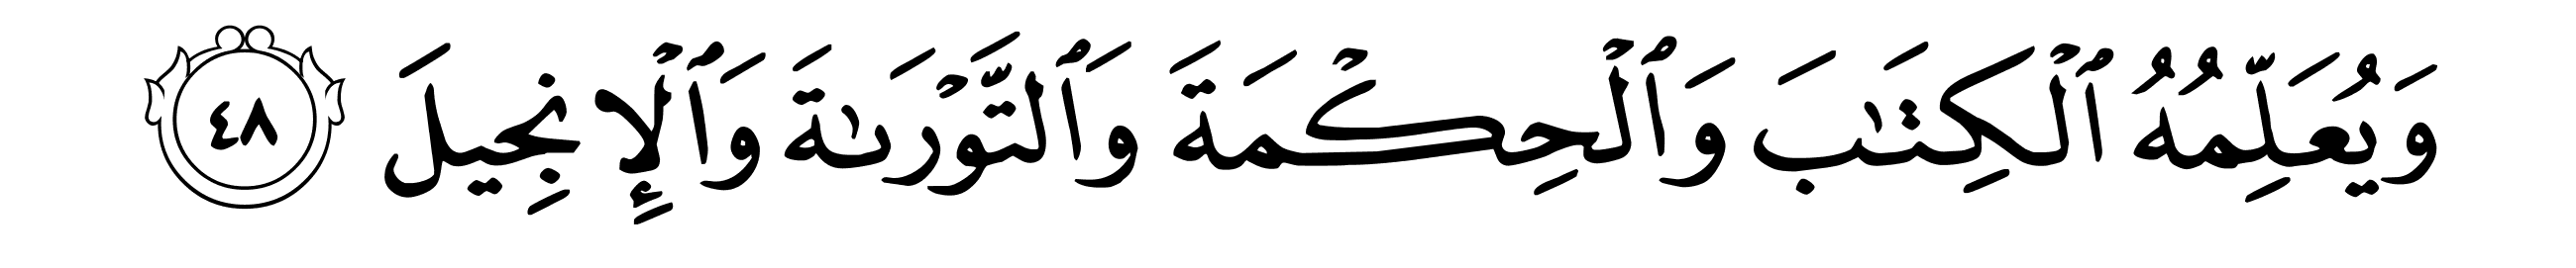 وَيُعَلِّمُهُ ٱلْكِتَٰبَ وَٱلْحِكْمَةَ وَٱلتَّوْرَىٰةَ وَٱلْإِنجِيلَ ٤٨